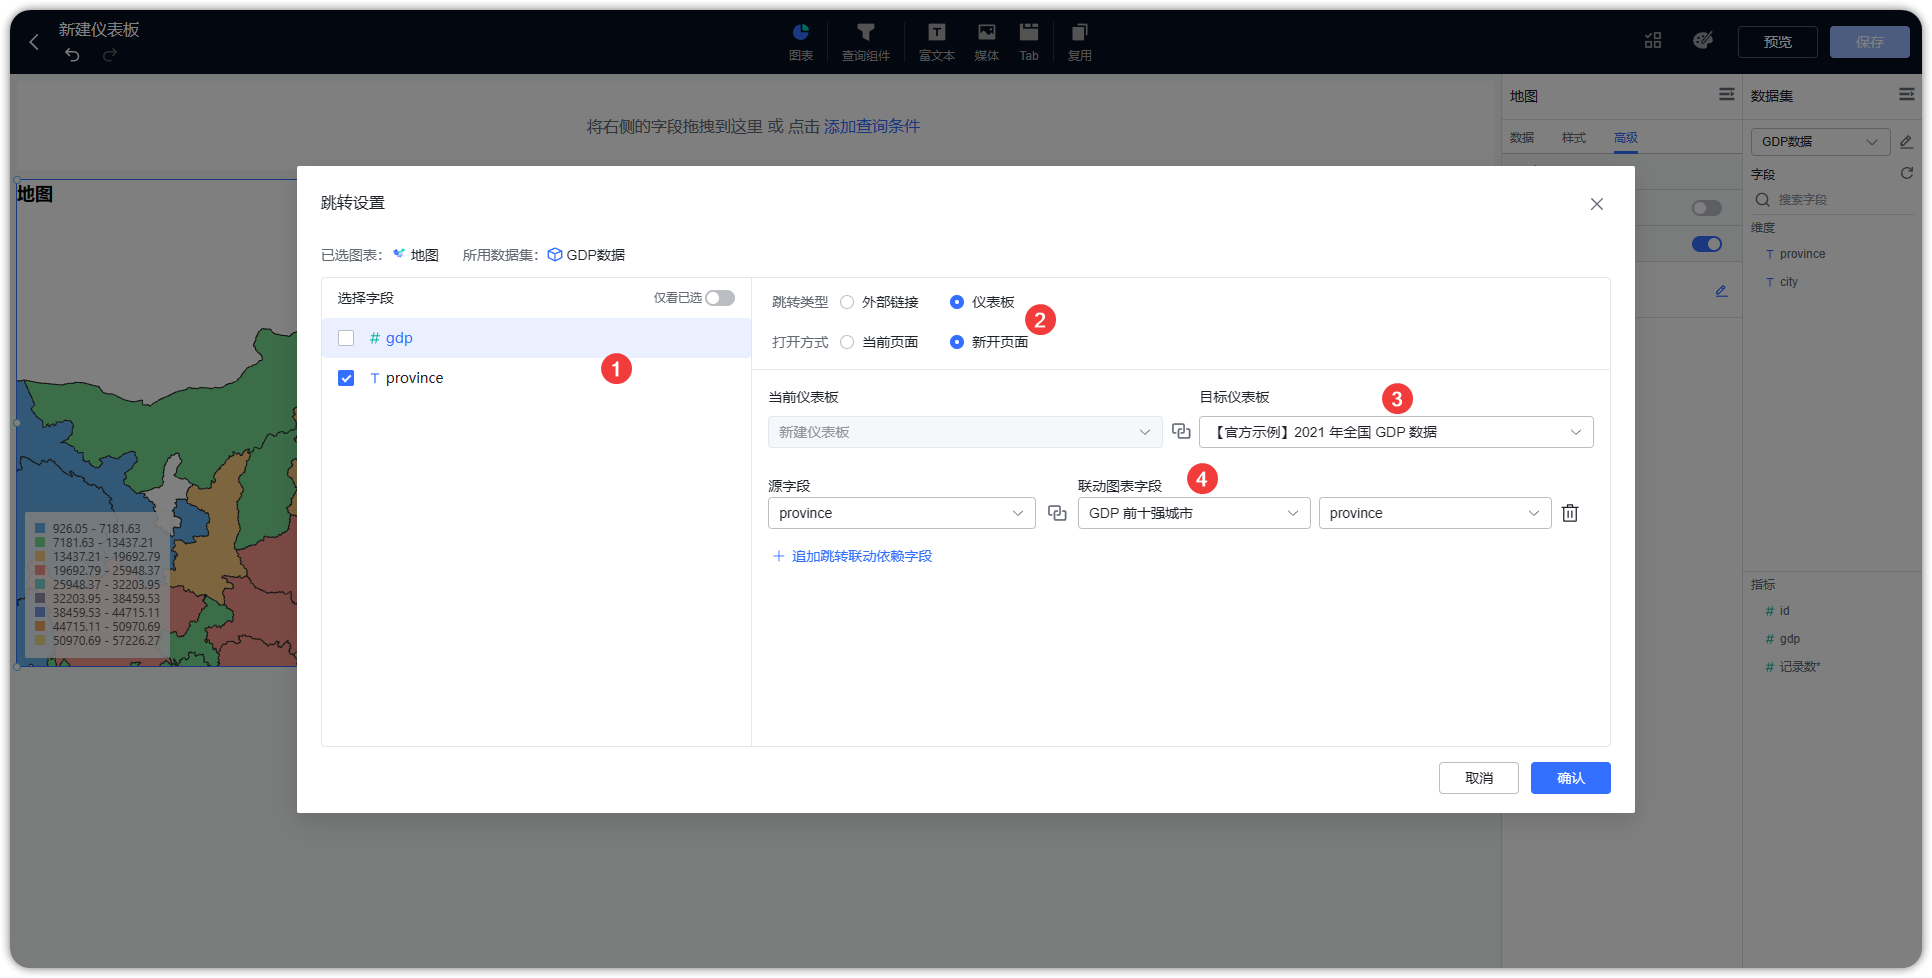 新建仪表板
图表
查询组件
富文本
媒体
Tab
复用
预览
保存
将右侧的字段拖拽到这里 或 点击 添加查询条件
地图
926.05 - 7181.63
7181.63 - 13437.21
13437.21 - 19692.79
19692.79 - 25948.37
25948.37 - 32203.95
32203.95 - 38459.53
38459.53 - 44715.11
44715.11 - 50970.69
50970.69 - 57226.27
跳转设置
已选图表： 地图 所用数据集： GDP数据
选择字段
仅看已选
# gdp
T province
1
跳转类型 外部链接 仪表板
打开方式 当前页面 新开页面
2
当前仪表板
新建仪表板
目标仪表板
3
【官方示例】2021 年全国 GDP 数据
源字段
province
联动图表字段
4
GDP 前十强城市
province
+ 追加跳转联动依赖字段
取消
确认
地图
数据 样式 高级
数据集
GDP数据
字段
搜索字段
维度
T province
T city
指标
# id
# gdp
# 记录数*